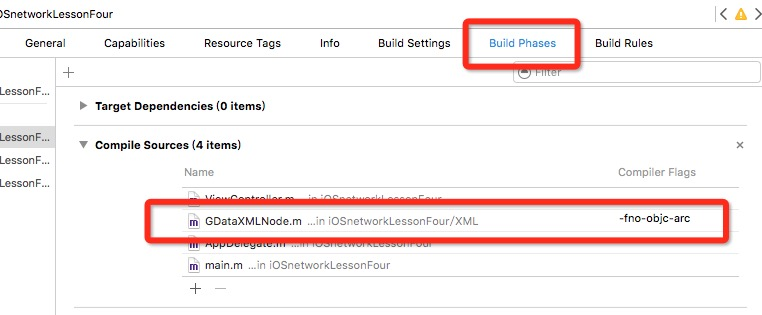 iOSnetworkLessonFour
General Capabilities Resource Tags Info Build Settings Build Phases Build Rules
Filter
LessonF...
Target Dependencies (0 items)
LessonF...
Compile Sources (4 items)
LessonF...
Name Compiler Flags
LessonF...
ViewController.m ...in iOSnetworkLessonFour
GDataXMLNode.m ...in iOSnetworkLessonFour/XML -fno-objc-arc
AppDelegate.m ...in iOSnetworkLessonFour
main.m ...in iOSnetworkLessonFour